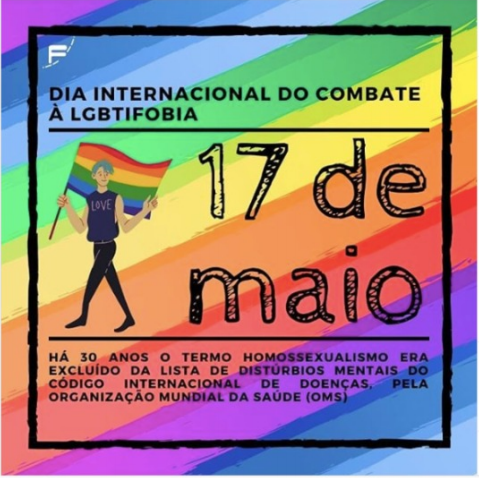 F
DIA INTERNACIONAL DO COMBATE
À LGBTIFOBIA
17 de
maio
LOVE
HÁ 30 ANOS O TERMO HOMOSSEXUALISMO ERA
EXCLUÍDO DA LISTA DE DISTÚRBIOS MENTAIS DO
CÓDIGO INTERNACIONAL DE DOENÇAS, PELA
ORGANIZAÇÃO MUNDIAL DA SAÚDE (OMS)